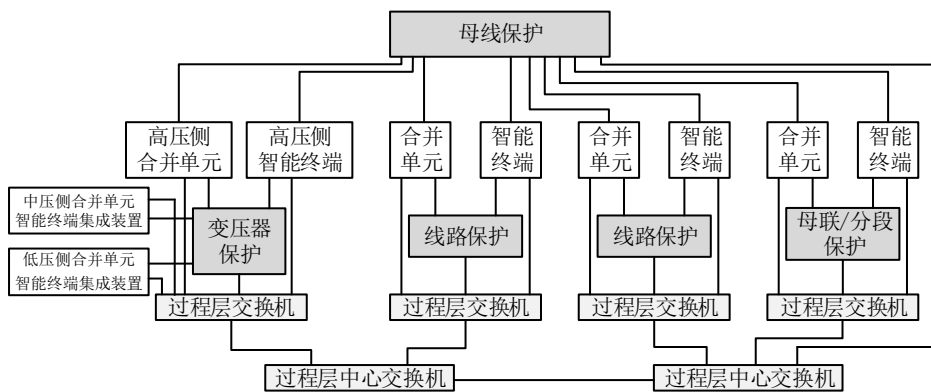 母线保护
高压侧
合并单元
高压侧
智能终端
合并
单元
智能
终端
合并
单元
智能
终端
合并
单元
智能
终端
中压侧合并单元
智能终端集成装置
低压侧合并单元
智能终端集成装置
变压器
保护
线路保护
线路保护
母联/分段
保护
过程层交换机
过程层交换机
过程层交换机
过程层交换机
过程层中心交换机
过程层中心交换机